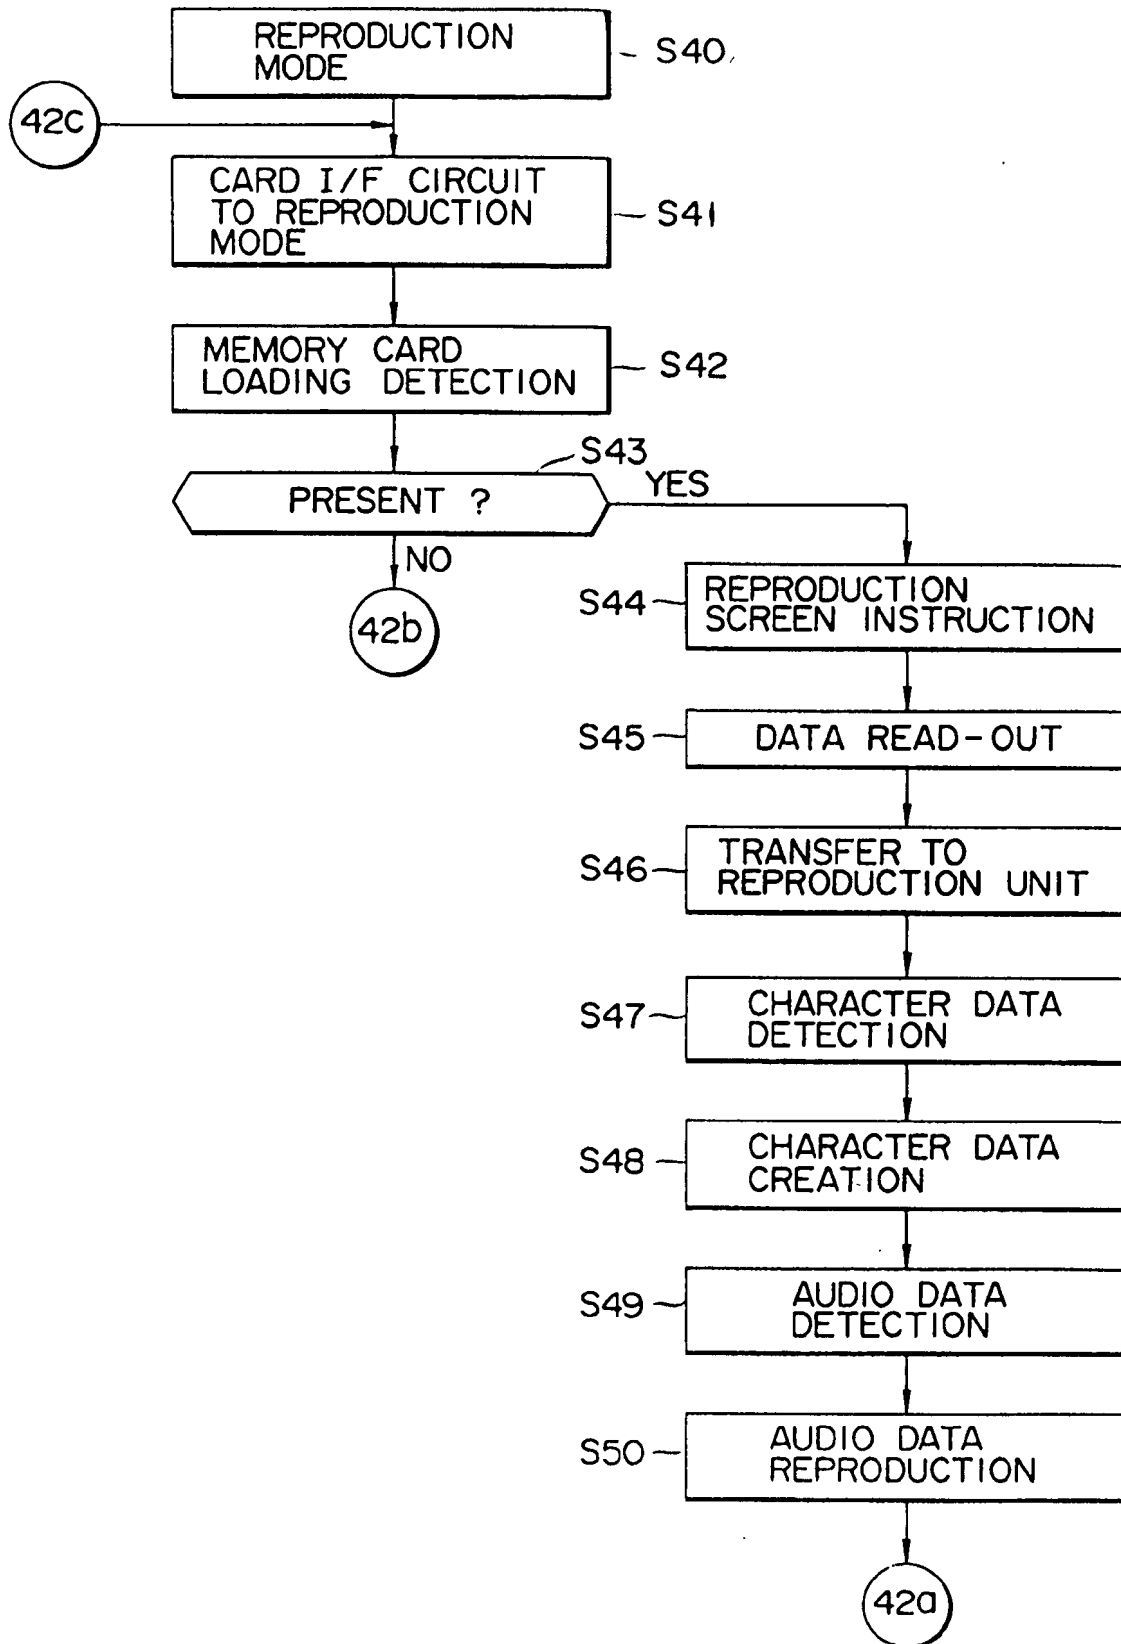 REPRODUCTION
MODE
S40
42c
CARD I/F CIRCUIT
TO REPRODUCTION
MODE
S41
MEMORY CARD
LOADING DETECTION
S42
S43
PRESENT ?
YES
NO
42b
S44
REPRODUCTION
SCREEN INSTRUCTION
S45
DATA READ-OUT
S46
TRANSFER TO
REPRODUCTION UNIT
S47
CHARACTER DATA
DETECTION
S48
CHARACTER DATA
CREATION
S49
AUDIO DATA
DETECTION
S50
AUDIO DATA
REPRODUCTION
42a